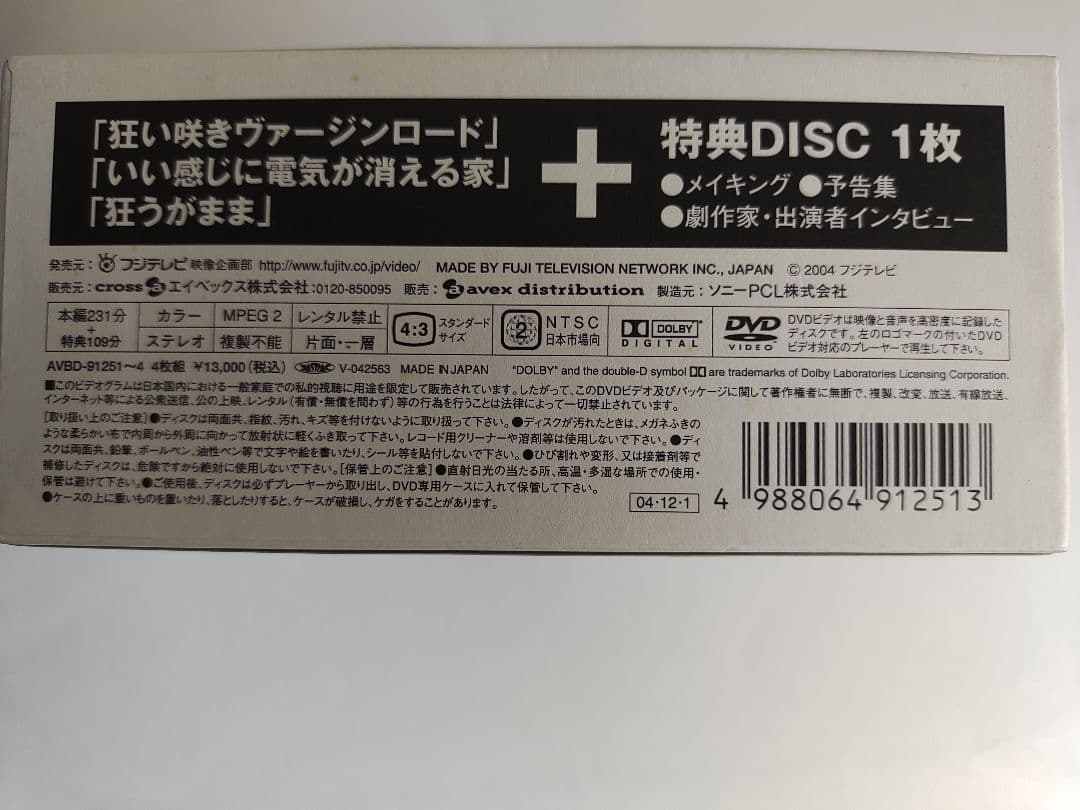 「狂い咲きヴァージンロード」
「いい感じに電気が消える家」
「狂うがまま」
＋
特典DISC 1枚
●メイキング ●予告集
●劇作家・出演者インタビュー
発売元： フジテレビ 映像企画部 http://www.fujitv.co.jp/video/ MADE BY FUJI TELEVISION NETWORK INC., JAPAN © 2004 フジテレビ
販売元：cross a エイベックス株式会社：0120-850095 販売： a avex distribution 製造元：ソニーPCL株式会社
本編231分
+
特典109分
カラー
ステレオ
MPEG 2
複製不能
レンタル禁止
片面・一層
4:3
スタンダード
サイズ
2
NTSC
日本市場向
DOLBY
DIGITAL
DVD
VIDEO
DVDビデオは映像と音声を高密度に記録した
ディスクです。左のロゴマークの付いたDVD
ビデオ対応のプレーヤーで再生して下さい。
AVBD-91251〜4 4枚組 ¥13,000(税込) V-042563 MADE IN JAPAN "DOLBY" and the double-D symbol are trademarks of Dolby Laboratories Licensing Corporation.
■このビデオグラムは日本国内における一般家庭での私的視聴に用途を限定して販売されています。したがって、このDVDビデオ及びパッケージに関して著作権者に無断で、複製、改変、放送、有線放送、
インターネット等による公衆送信、公の上映、レンタル（有償・無償を問わず）等の行為を行うことは法律によって一切禁止されています。
[取り扱い上のご注意]●ディスクは両面共、指紋、汚れ、キズ等を付けないように取り扱って下さい。●ディスクが汚れたときは、メガネふきの
ような柔らかい布で内周から外周に向かって放射状に軽くふき取って下さい。レコード用クリーナーや溶剤等は使用しないで下さい。●ディ
スクは両面共、鉛筆、ボールペン、油性ペン等で文字や絵を書いたり、シール等を貼付しないで下さい。●ひび割れや変形、又は接着剤等で
補修したディスクは、危険ですから絶対に使用しないで下さい。[保管上のご注意]●直射日光の当たる所、高温・多湿な場所での使用・
保管は避けて下さい。●ご使用後、ディスクは必ずプレーヤーから取り出し、DVD専用ケースに入れて保管して下さい。
●ケースの上に重いものを置いたり、落としたりすると、ケースが破損し、ケガをすることがあります。
04・12・1
4 988064 912513